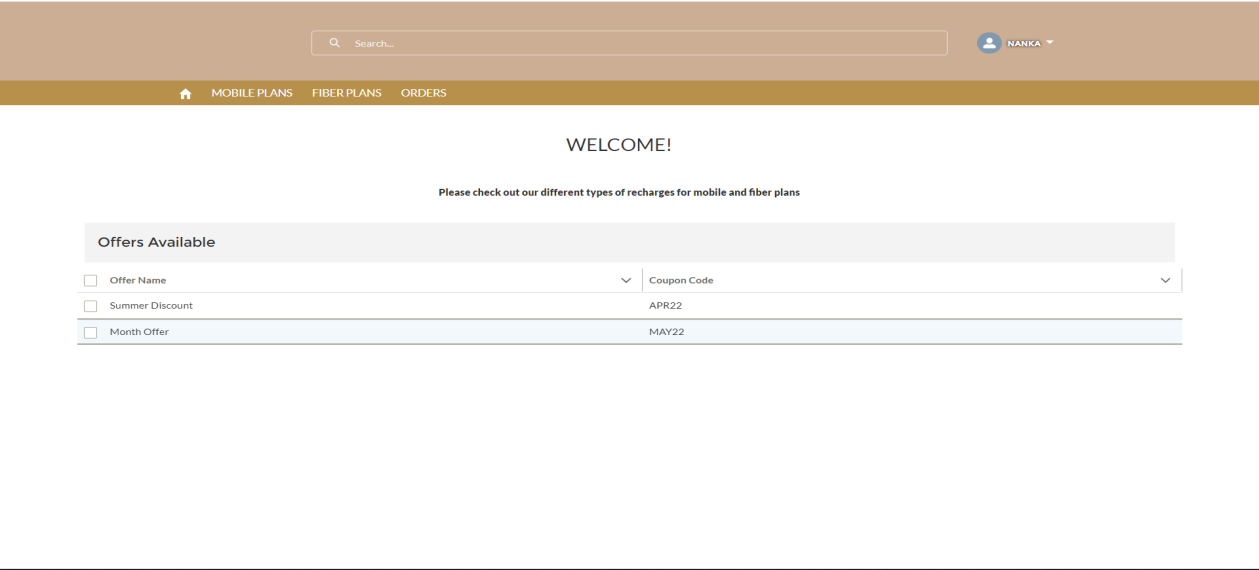 Search...
NANKA
MOBILE PLANS FIBER PLANS ORDERS
WELCOME!
Please check out our different types of recharges for mobile and fiber plans
Offers Available
Offer Name Coupon Code
Summer Discount APR22
Month Offer MAY22